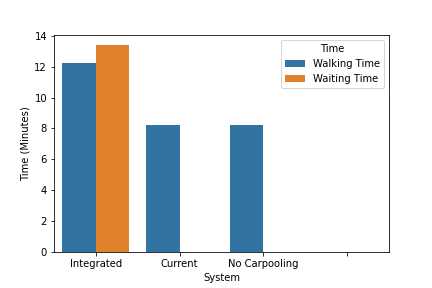 14
12
10
8
6
4
2
0
Time (Minutes)
Time
Walking Time
Waiting Time
Integrated
Current
No Carpooling
System